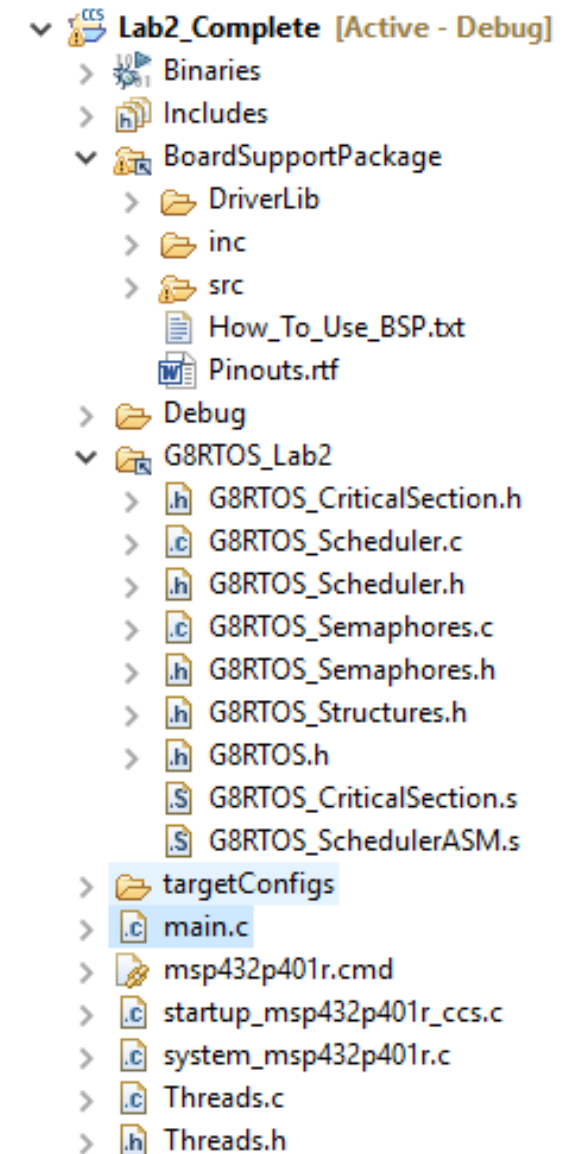 Lab2_Complete [Active - Debug]
Binaries
Includes
BoardSupportPackage
DriverLib
inc
src
How_To_Use_BSP.txt
Pinouts.rtf
Debug
G8RTOS_Lab2
G8RTOS_CriticalSection.h
G8RTOS_Scheduler.c
G8RTOS_Scheduler.h
G8RTOS_Semaphores.c
G8RTOS_Semaphores.h
G8RTOS_Structures.h
G8RTOS.h
G8RTOS_CriticalSection.s
G8RTOS_SchedulerASM.s
targetConfigs
main.c
msp432p401r.cmd
startup_msp432p401r_ccs.c
system_msp432p401r.c
Threads.c
Threads.h